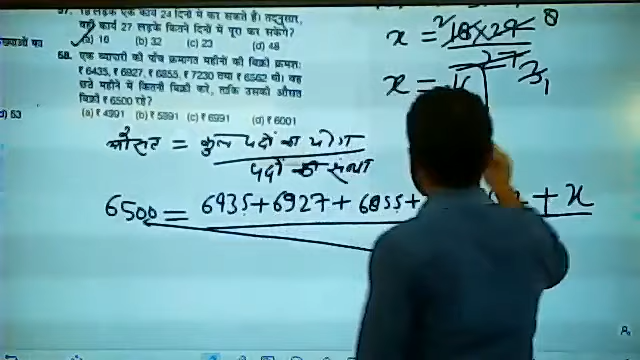 57. 18 लड़के एक कार्य 24 दिनों में कर सकते हैं। तद्नुसार,
वही कार्य 27 लड़के कितने दिनों में पूरा कर सकेंगे?
(a) 16 (b) 32 (c) 23 (d) 48
58. एक व्यापारी की पाँच क्रमागत महीनों की बिक्री क्रमशः
₹ 6435, ₹ 6927, ₹ 6855, ₹ 7230 तथा ₹ 6562 थी। वह
छठे महीने में कितनी बिक्री करे, ताकि उसकी औसत
बिक्री ₹ 6500 रहे?
(a) ₹ 4991 (b) ₹ 5991 (c) ₹ 6991 (d) ₹ 6001
d) 53
x = 18×24
27
x =
औसत = कुल पदों का योग
पदों की संख्या
6500 = 6435+6927+6855+ + x